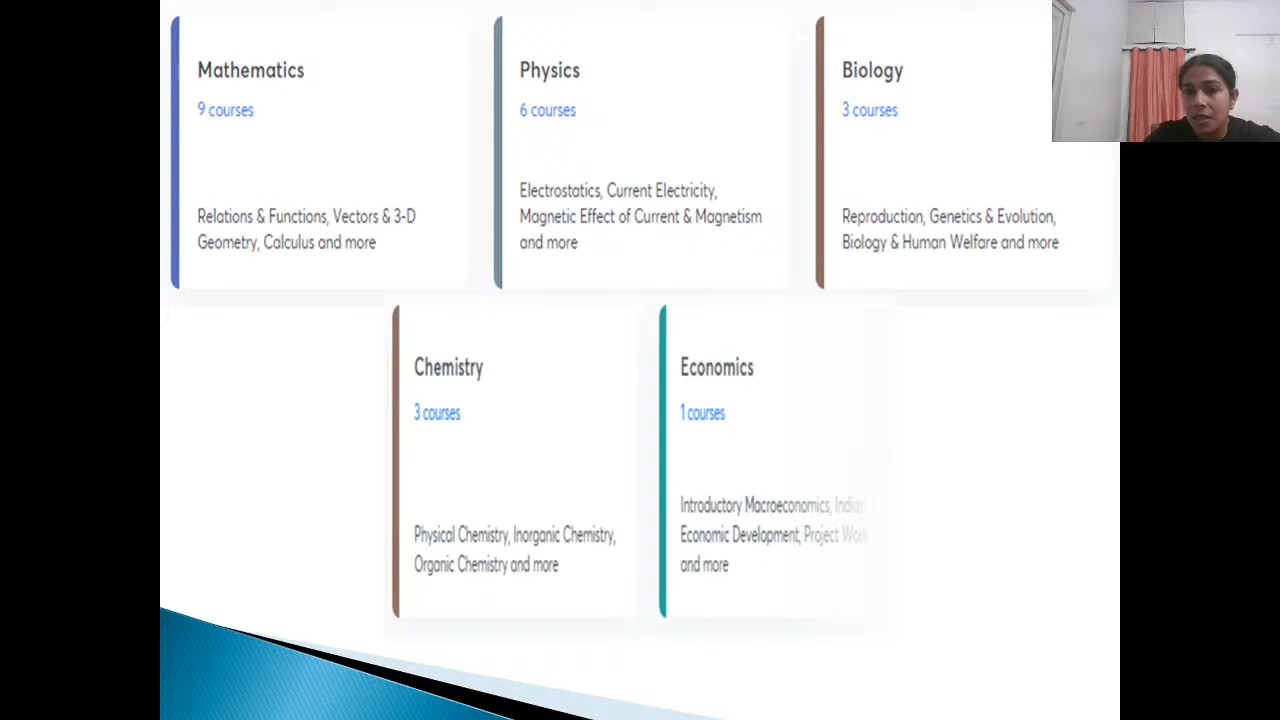 Mathematics
9 courses
Relations & Functions, Vectors & 3-D
Geometry, Calculus and more
Physics
6 courses
Electrostatics, Current Electricity,
Magnetic Effect of Current & Magnetism
and more
Biology
3 courses
Reproduction, Genetics & Evolution,
Biology & Human Welfare and more
Chemistry
3 courses
Physical Chemistry, Inorganic Chemistry,
Organic Chemistry and more
Economics
1 courses
Introductory Macroeconomics, Indian
Economic Development, Project Work
and more